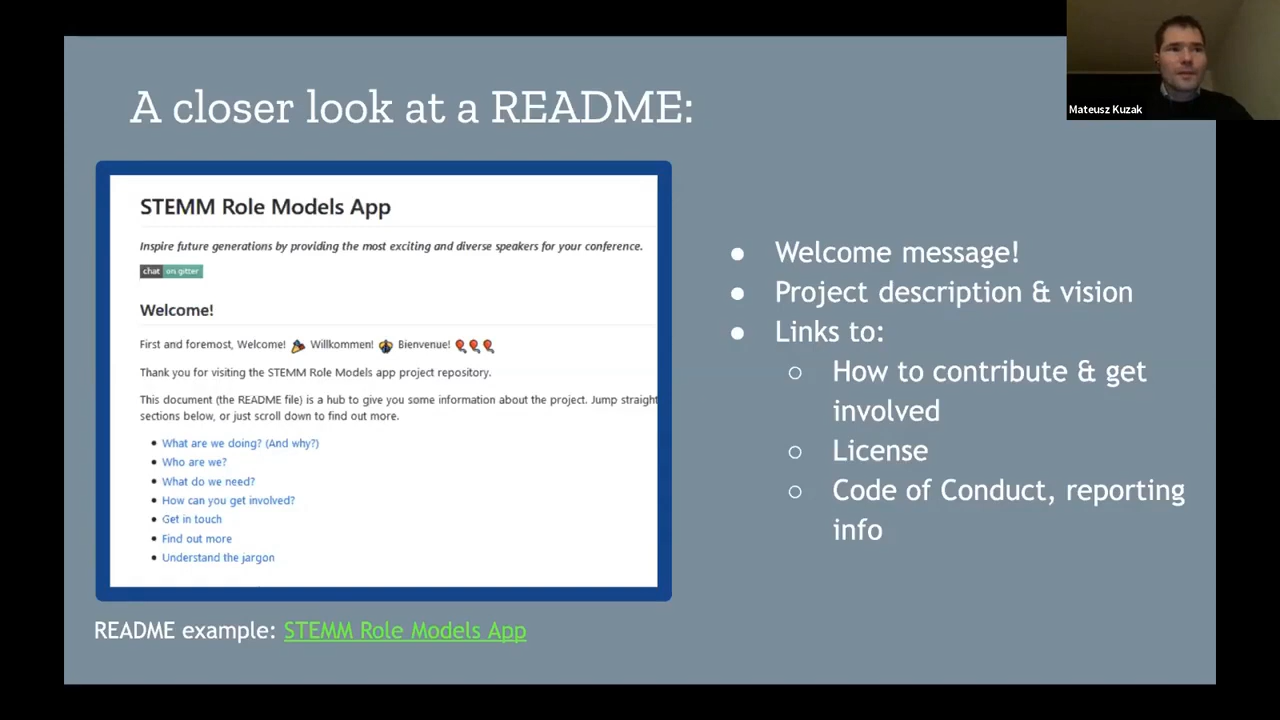 A closer look at a README:
Mateusz Kuzak
STEMM Role Models App
Inspire future generations by providing the most exciting and diverse speakers for your conference.
chat on gitter
Welcome!
First and foremost, Welcome! 🎉 Willkommen! 🎊 Bienvenue! 🎈🎈🎈
Thank you for visiting the STEMM Role Models app project repository.
This document (the README file) is a hub to give you some information about the project. Jump straight
sections below, or just scroll down to find out more.
• What are we doing? (And why?)
• Who are we?
• What do we need?
• How can you get involved?
• Get in touch
• Find out more
• Understand the jargon
README example: STEMM Role Models App
● Welcome message!
● Project description & vision
● Links to:
○ How to contribute & get
involved
○ License
○ Code of Conduct, reporting
info